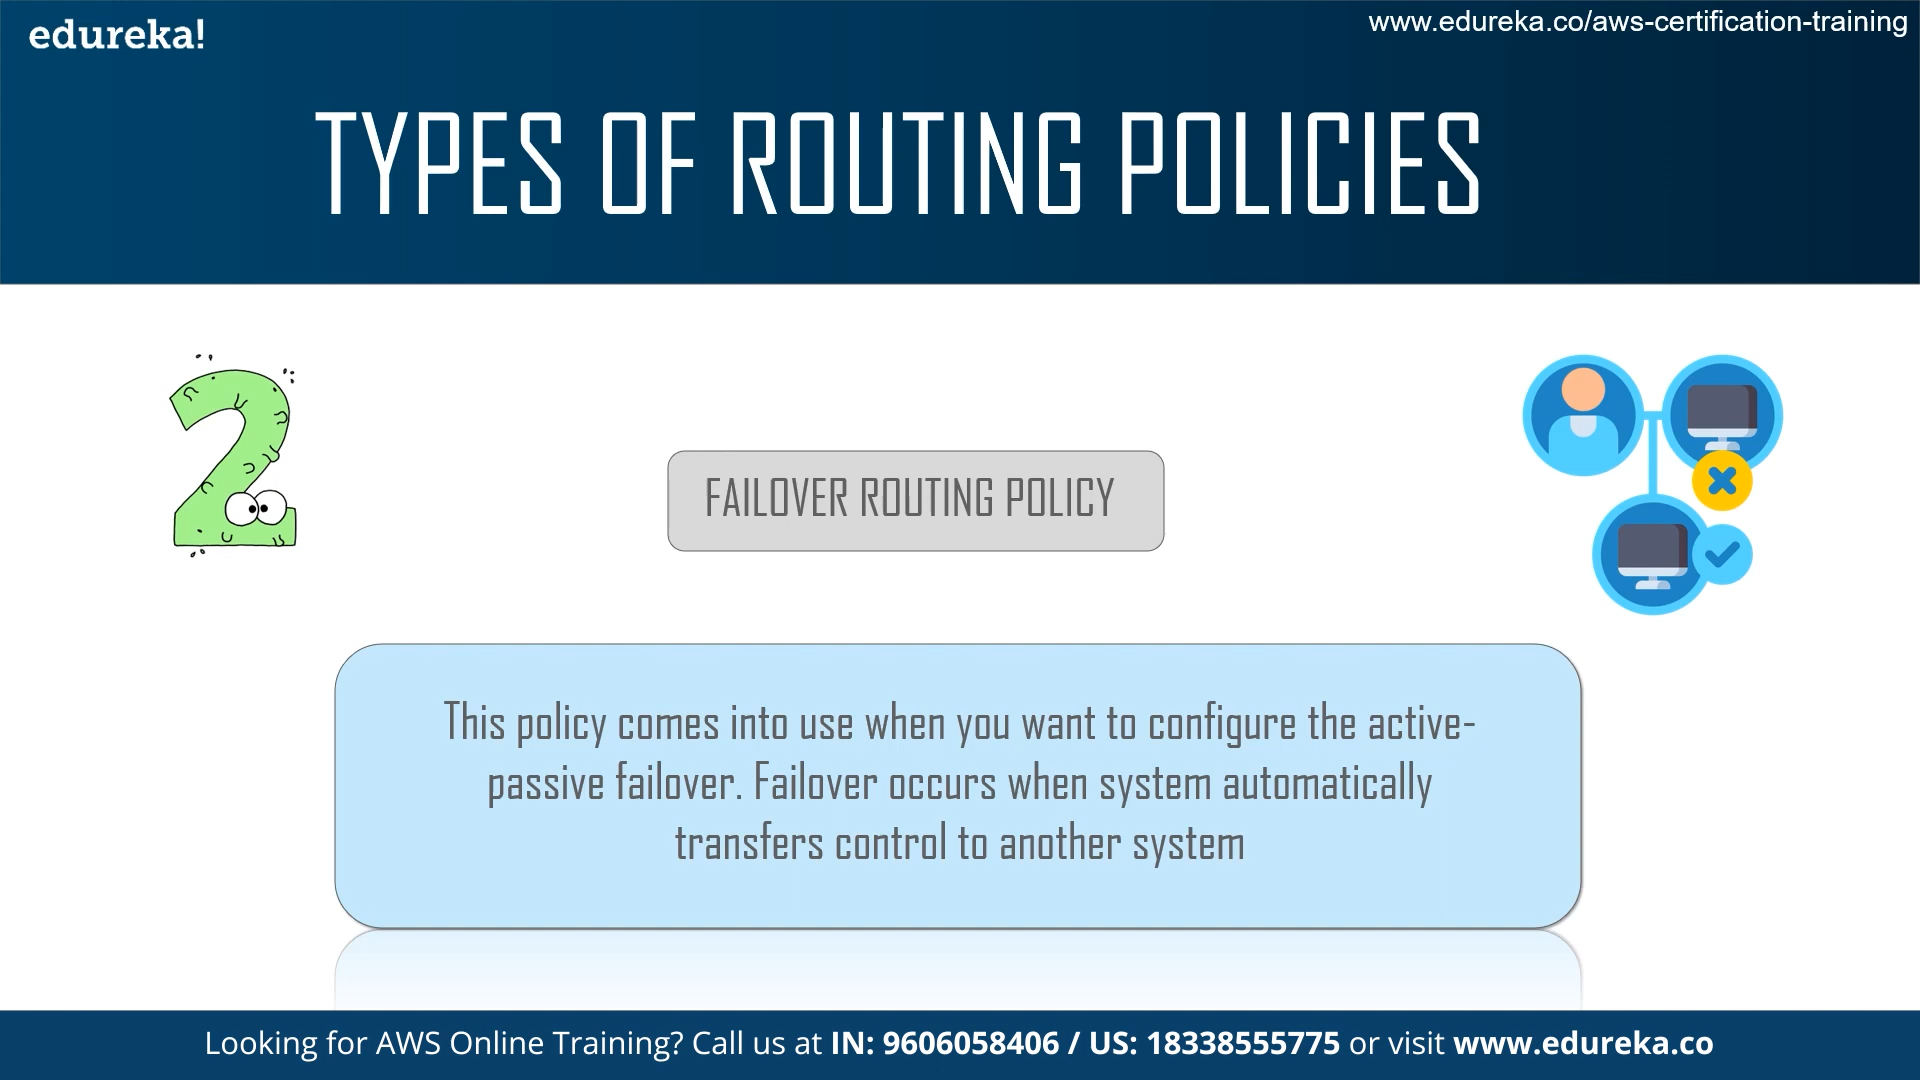 edureka!
www.edureka.co/aws-certification-training
TYPES OF ROUTING POLICIES
2
FAILOVER ROUTING POLICY
This policy comes into use when you want to configure the active-
passive failover. Failover occurs when system automatically
transfers control to another system
Looking for AWS Online Training? Call us at IN: 9606058406 / US: 18338555775 or visit www.edureka.co